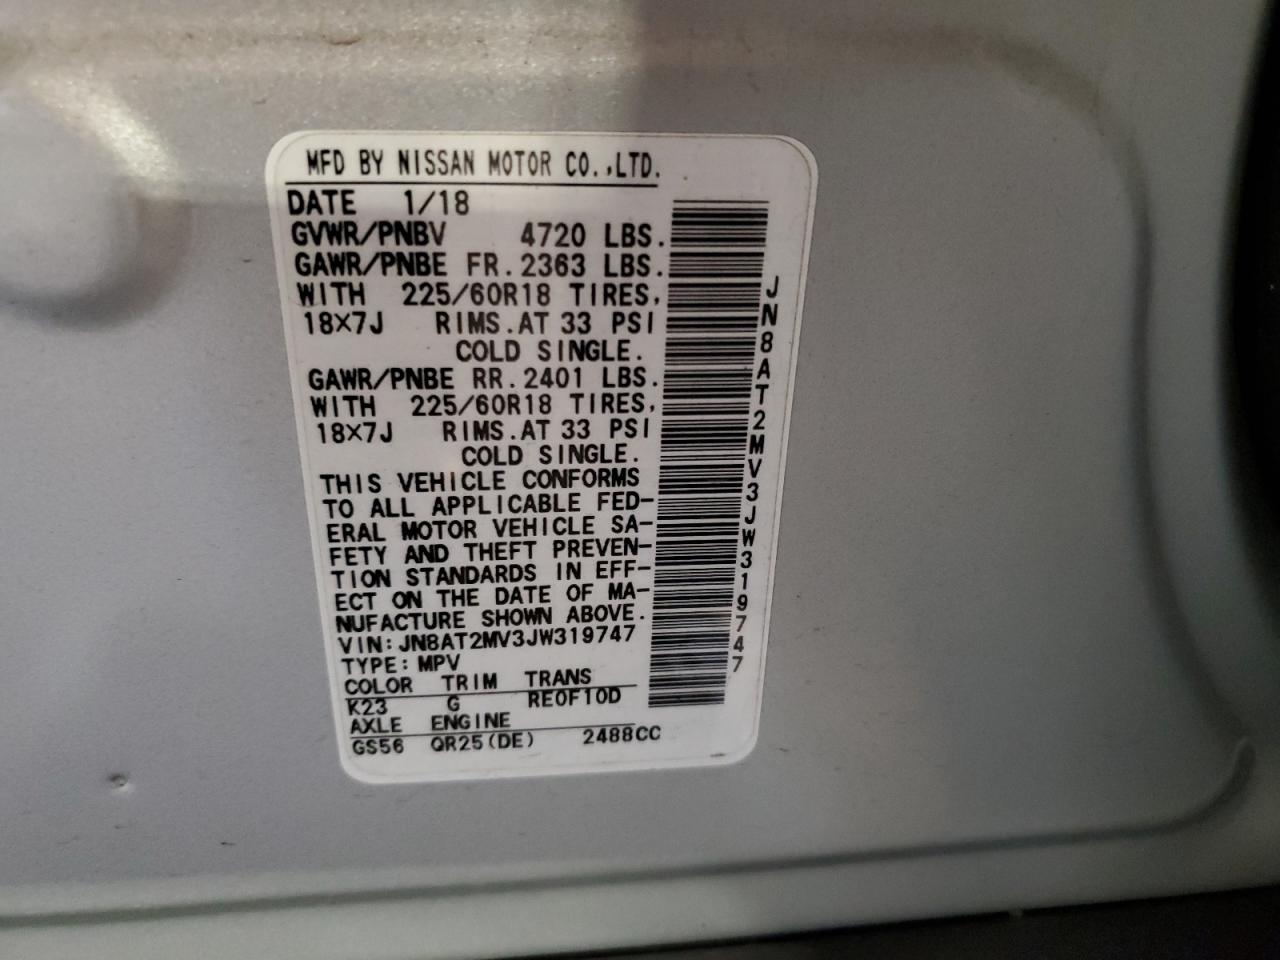 MFD BY NISSAN MOTOR CO.,LTD.
DATE 1/18
GVWR/PNBV 4720 LBS.
GAWR/PNBE FR.2363 LBS.
WITH 225/60R18 TIRES,
18×7J RIMS.AT 33 PSI
COLD SINGLE.
GAWR/PNBE RR.2401 LBS.
WITH 225/60R18 TIRES,
18×7J RIMS.AT 33 PSI
COLD SINGLE.
THIS VEHICLE CONFORMS
TO ALL APPLICABLE FED-
ERAL MOTOR VEHICLE SA-
FETY AND THEFT PREVEN-
TION STANDARDS IN EFF-
ECT ON THE DATE OF MA-
NUFACTURE SHOWN ABOVE.
VIN:JN8AT2MV3JW319747
TYPE:MPV
COLOR TRIM TRANS
K23 G RE0F10D
AXLE ENGINE
GS56 QR25(DE) 2488CC
JN8AT2MV3JW319747